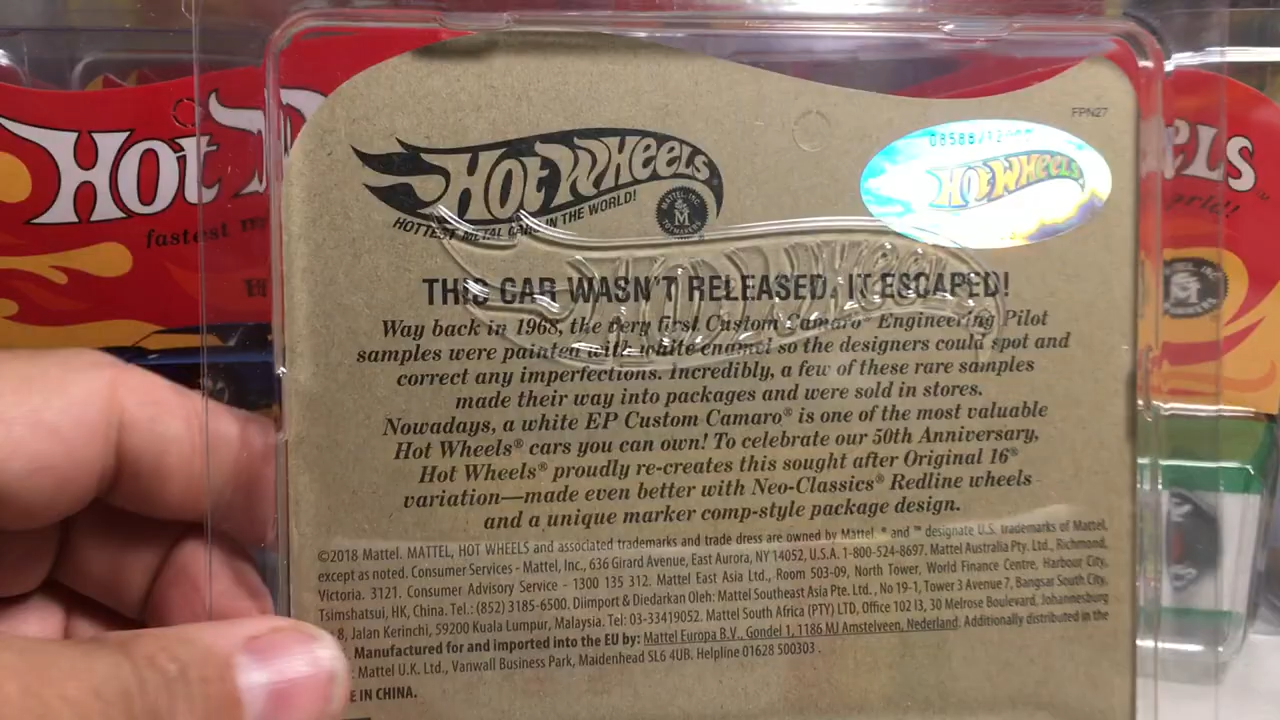 FPN27
08588/12
HOT WHEELS
HOT WHEELS
HOTTEST METAL CARS IN THE WORLD!
MATTEL, INC.
M
TOYMAKERS
HOT
fastest m
ELS
HOT WHEELS
THIS CAR WASN'T RELEASED. IT ESCAPED!
Way back in 1968, the very first Custom Camaro® Engineering Pilot
samples were painted with white enamel so the designers could spot and
correct any imperfections. Incredibly, a few of these rare samples
made their way into packages and were sold in stores.
Nowadays, a white EP Custom Camaro® is one of the most valuable
Hot Wheels® cars you can own! To celebrate our 50th Anniversary,
Hot Wheels® proudly re-creates this sought after Original 16®
variation—made even better with Neo-Classics® Redline wheels
and a unique marker comp-style package design.
©2018 Mattel. MATTEL, HOT WHEELS and associated trademarks and trade dress are owned by Mattel. ® and ™ designate U.S. trademarks of Mattel,
except as noted. Consumer Services - Mattel, Inc., 636 Girard Avenue, East Aurora, NY 14052, U.S.A. 1-800-524-8697. Mattel Australia Pty. Ltd., Richmond,
Victoria. 3121. Consumer Advisory Service - 1300 135 312. Mattel East Asia Ltd., Room 503-09, North Tower, World Finance Centre, Harbour City,
Tsimshatsui, HK, China. Tel.: (852) 3185-6500. Diimport & Diedarkan Oleh: Mattel Southeast Asia Pte. Ltd., No 19-1, Tower 3 Avenue 7, Bangsar South City,
8, Jalan Kerinchi, 59200 Kuala Lumpur, Malaysia. Tel: 03-33419052. Mattel South Africa (PTY) LTD, Office 102 I3, 30 Melrose Boulevard, Johannesburg
. Manufactured for and imported into the EU by: Mattel Europa B.V., Gondel 1, 1186 MJ Amstelveen, Nederland. Additionally distributed in the
: Mattel U.K. Ltd., Vanwall Business Park, Maidenhead SL6 4UB. Helpline 01628 500303.
E IN CHINA.